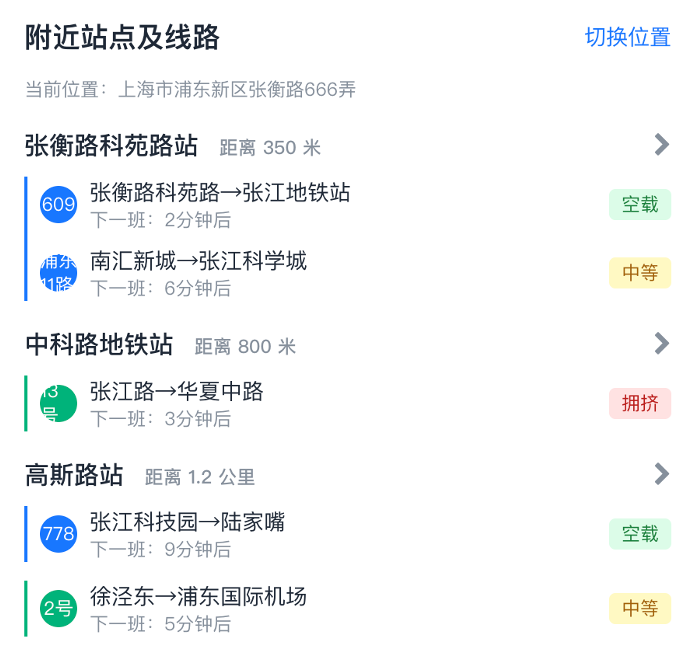 附近站点及线路
切换位置
当前位置：上海市浦东新区张衡路666弄
张衡路科苑路站 距离 350 米
609 张衡路科苑路→张江地铁站 空载
下一班：2分钟后
浦东
11路
南汇新城→张江科学城 中等
下一班：6分钟后
中科路地铁站 距离 800 米
13
号
张江路→华夏中路 拥挤
下一班：3分钟后
高斯路站 距离 1.2 公里
778 张江科技园→陆家嘴 空载
下一班：9分钟后
2号 徐泾东→浦东国际机场 中等
下一班：5分钟后